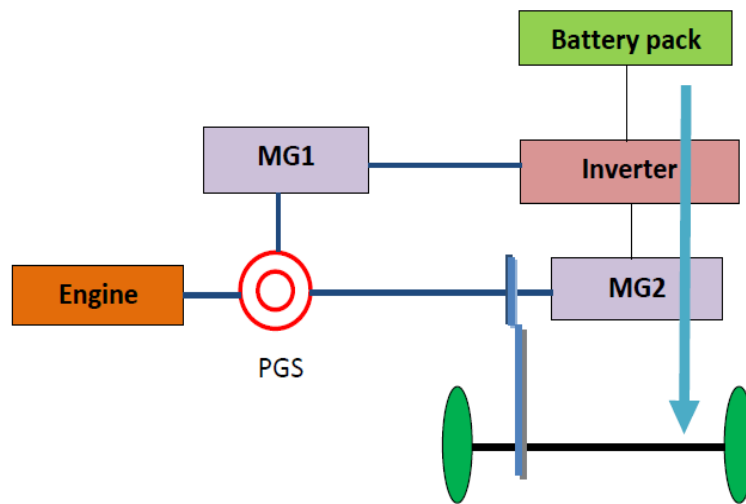 Battery pack
MG1
Inverter
Engine
MG2
PGS